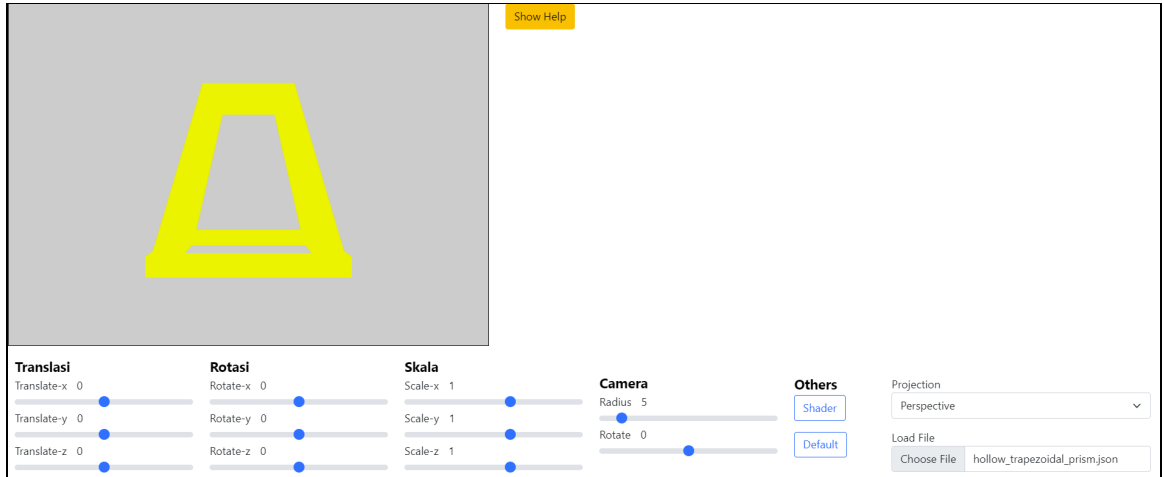 Show Help
Translasi
Translate-x 0
Translate-y 0
Translate-z 0
Rotasi
Rotate-x 0
Rotate-y 0
Rotate-z 0
Skala
Scale-x 1
Scale-y 1
Scale-z 1
Camera
Radius 5
Rotate 0
Others
Shader
Default
Projection
Perspective
Load File
Choose File hollow_trapezoidal_prism.json